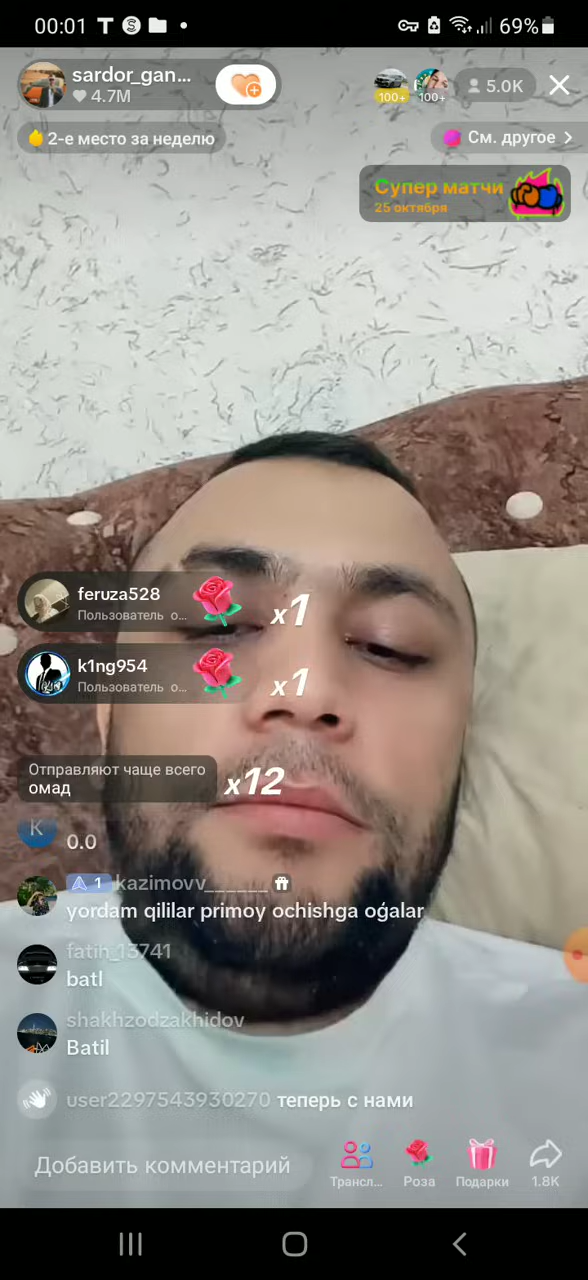 00:01
69%
sardor_gan...
4.7M
100+
100+
5.0K
2-е место за неделю
См. другое
Супер матчи
25 октября
feruza528
Пользователь о...
x1
k1ng954
Пользователь о...
x1
Отправляют чаще всего
омад
x12
K
0.0
1 kazimovv______
yordam qililar primoy ochishga oǵalar
fatih_13741
batl
shakhzodzakhidov
Batil
user2297543930270 теперь с нами
Добавить комментарий
Трансл...
Роза
Подарки
1.8K